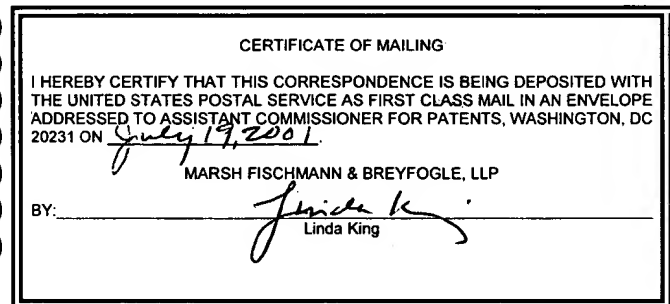 CERTIFICATE OF MAILING
I HEREBY CERTIFY THAT THIS CORRESPONDENCE IS BEING DEPOSITED WITH
THE UNITED STATES POSTAL SERVICE AS FIRST CLASS MAIL IN AN ENVELOPE
ADDRESSED TO ASSISTANT COMMISSIONER FOR PATENTS, WASHINGTON, DC
20231 ON July 19, 2001.
MARSH FISCHMANN & BREYFOGLE, LLP
BY: Linda King
Linda King